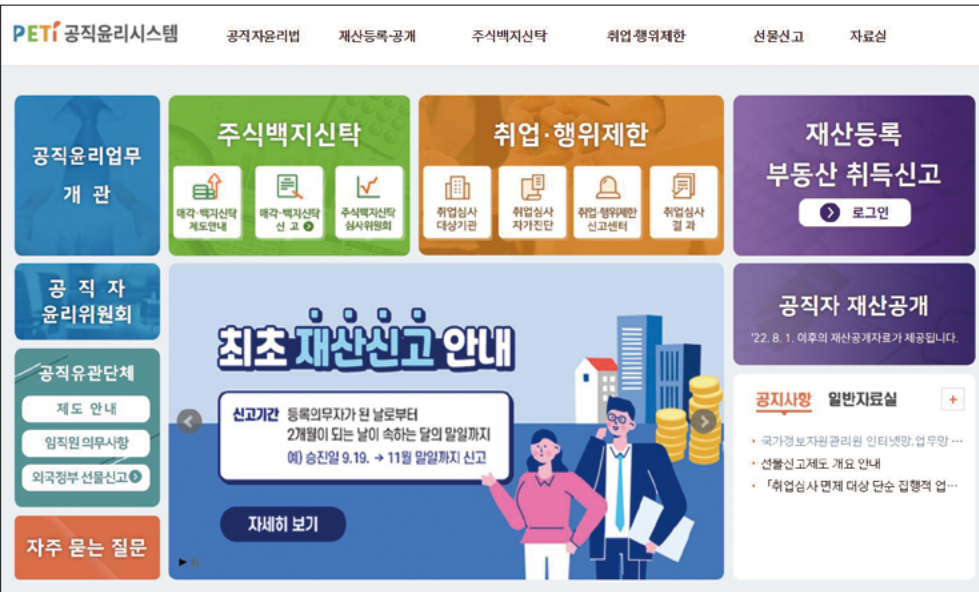 PETi 공직윤리시스템
공직자윤리법 재산등록·공개 주식백지신탁 취업·행위제한 선물신고 자료실
공직윤리업무
개 관
주식백지신탁
매각·백지신탁
제도안내
매각·백지신탁
신 고
주식백지신탁
심사위원회
취업·행위제한
취업심사
대상기관
취업심사
자가진단
취업·행위제한
신고센터
취업심사
결 과
재산등록
부동산 취득신고
로그인
공 직 자
윤리위원회
최초 재산신고 안내
신고기간 등록의무자가 된 날로부터
2개월이 되는 날이 속하는 달의 말일까지
예) 승진일 9.19. → 11월 말일까지 신고
자세히 보기
공직자 재산공개
'22. 8. 1. 이후의 재산공개자료가 제공됩니다.
공직유관단체
제도 안내
임직원 의무사항
외국정부 선물신고
자주 묻는 질문
공지사항 일반자료실 +
국가정보자원관리원 인터넷망.업무망 ···
선물신고제도 개요 안내
「취업심사 면제 대상 단순 집행적 업···